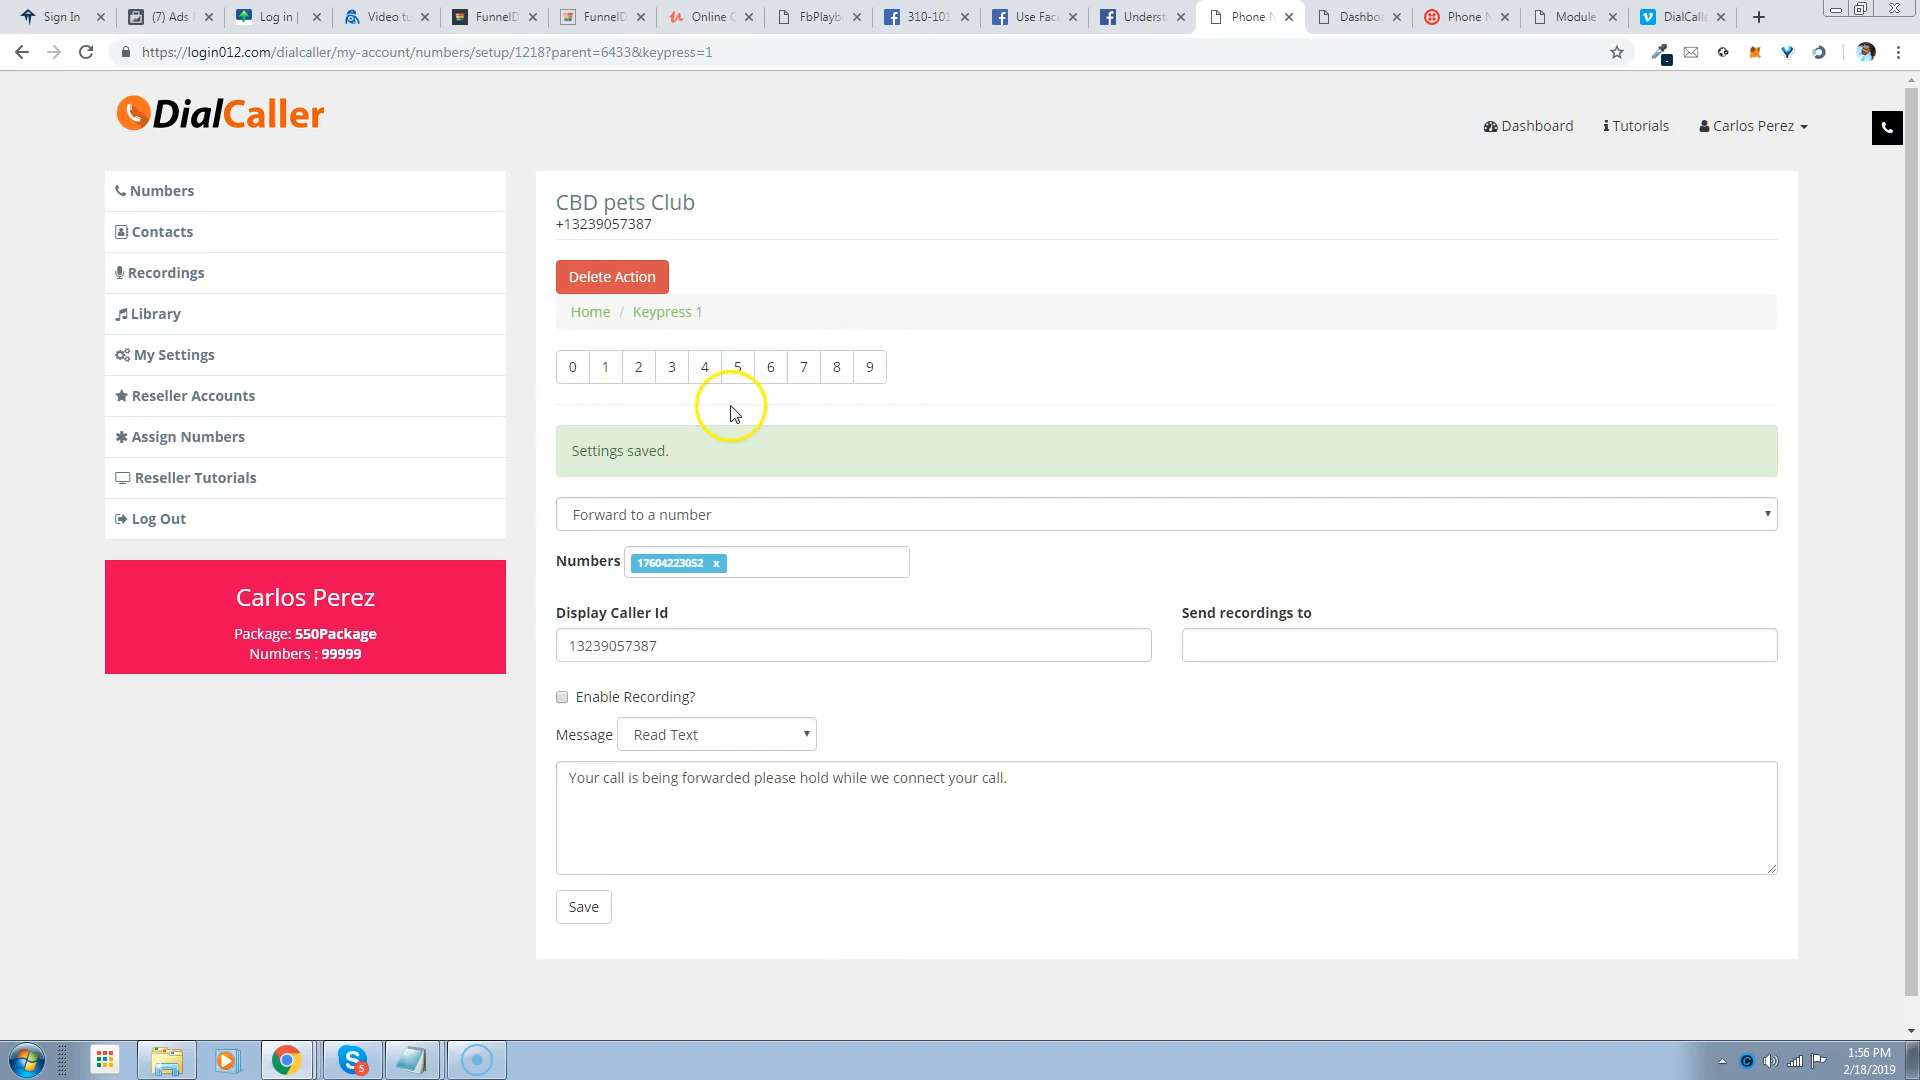 Sign In
(7) Ads
Log in |
Video tu
FunnelD
FunnelD
Online C
FbPlayb
310-101
Use Fac
Underst
Phone N
Dashbo
Phone N
Module
DialCalle
https://login012.com/dialcaller/my-account/numbers/setup/1218?parent=6433&keypress=1
DialCaller
Dashboard
Tutorials
Carlos Perez
Numbers
Contacts
Recordings
Library
My Settings
Reseller Accounts
Assign Numbers
Reseller Tutorials
Log Out
Carlos Perez
Package: 550Package
Numbers : 99999
CBD pets Club
+13239057387
Delete Action
Home / Keypress 1
0 1 2 3 4 5 6 7 8 9
Settings saved.
Forward to a number
Numbers 17604223052 x
Display Caller Id
13239057387
Send recordings to
Enable Recording?
Message Read Text
Your call is being forwarded please hold while we connect your call.
Save
5
1:56 PM
2/18/2019